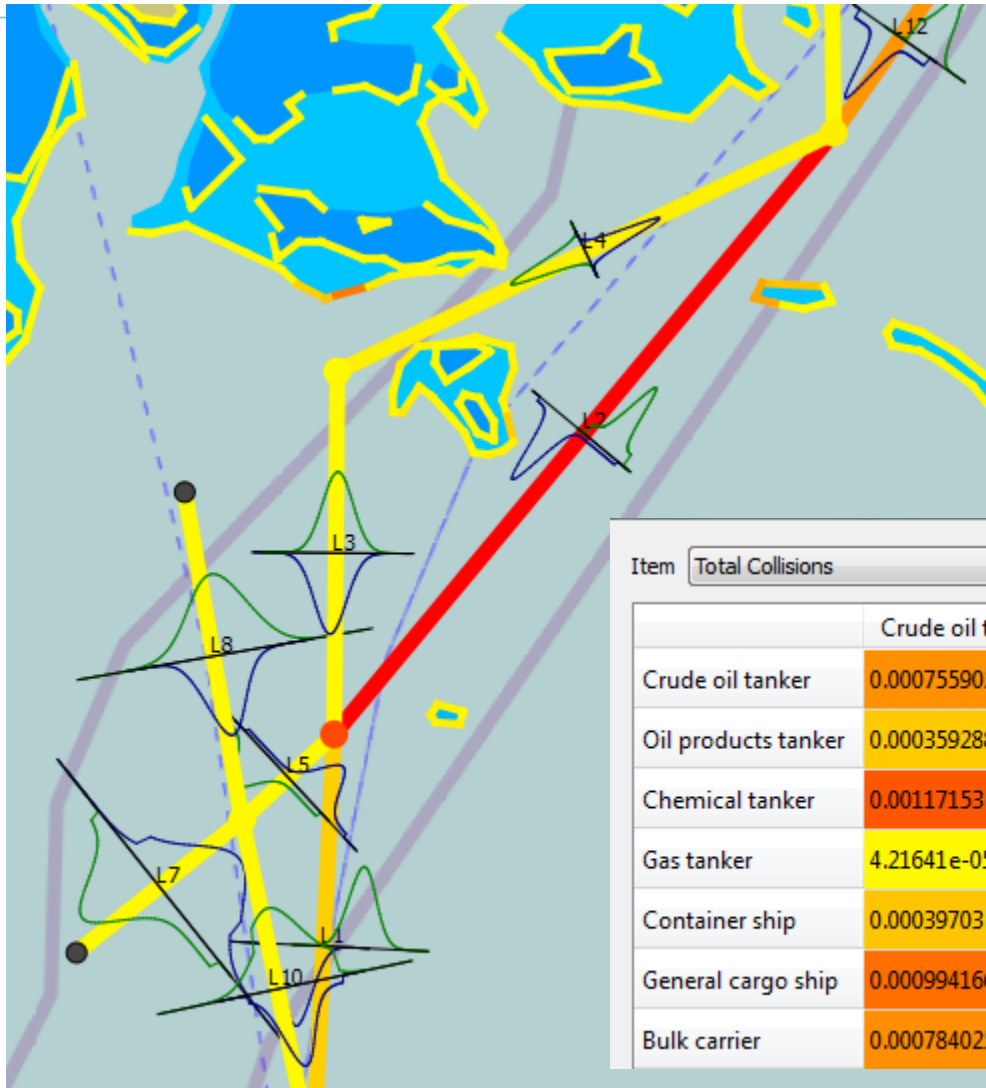 L12
L4
L2
L3
L8
L5
L7
L1
L10
Item Total Collisions
Crude oil t
Crude oil tanker 0.00075590
Oil products tanker 0.00035928
Chemical tanker 0.00117153
Gas tanker 4.21641e-05
Container ship 0.00039703
General cargo ship 0.00099416
Bulk carrier 0.00078402